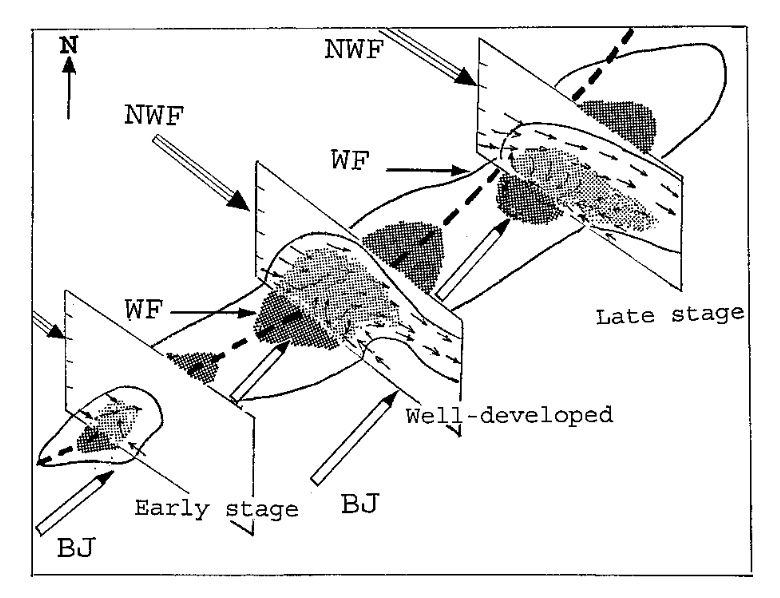 N
NWF
NWF
WF
WF
Late stage
Well-developed
Early stage
BJ
BJ